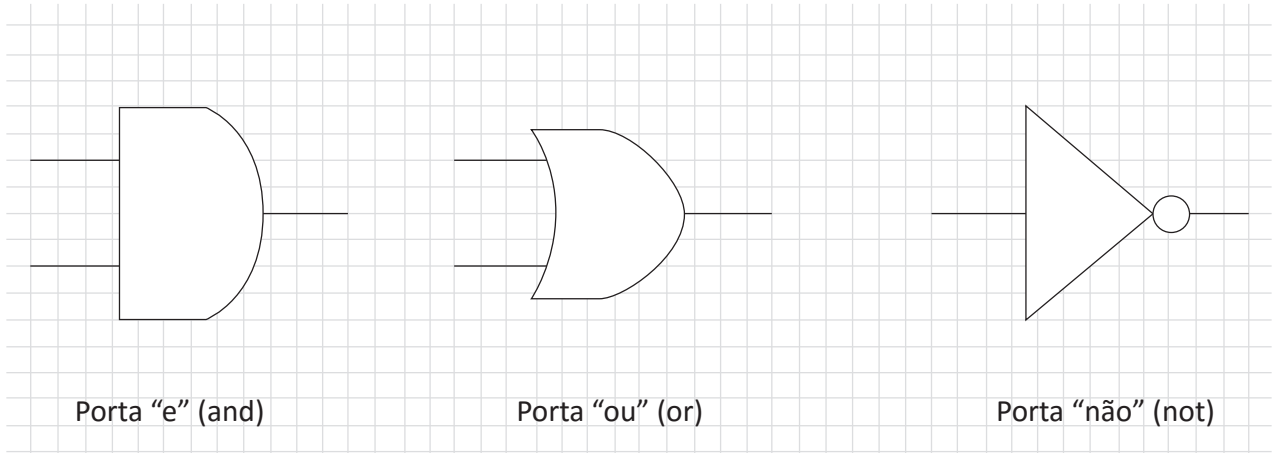 Porta “e” (and)
Porta “ou” (or)
Porta “não” (not)